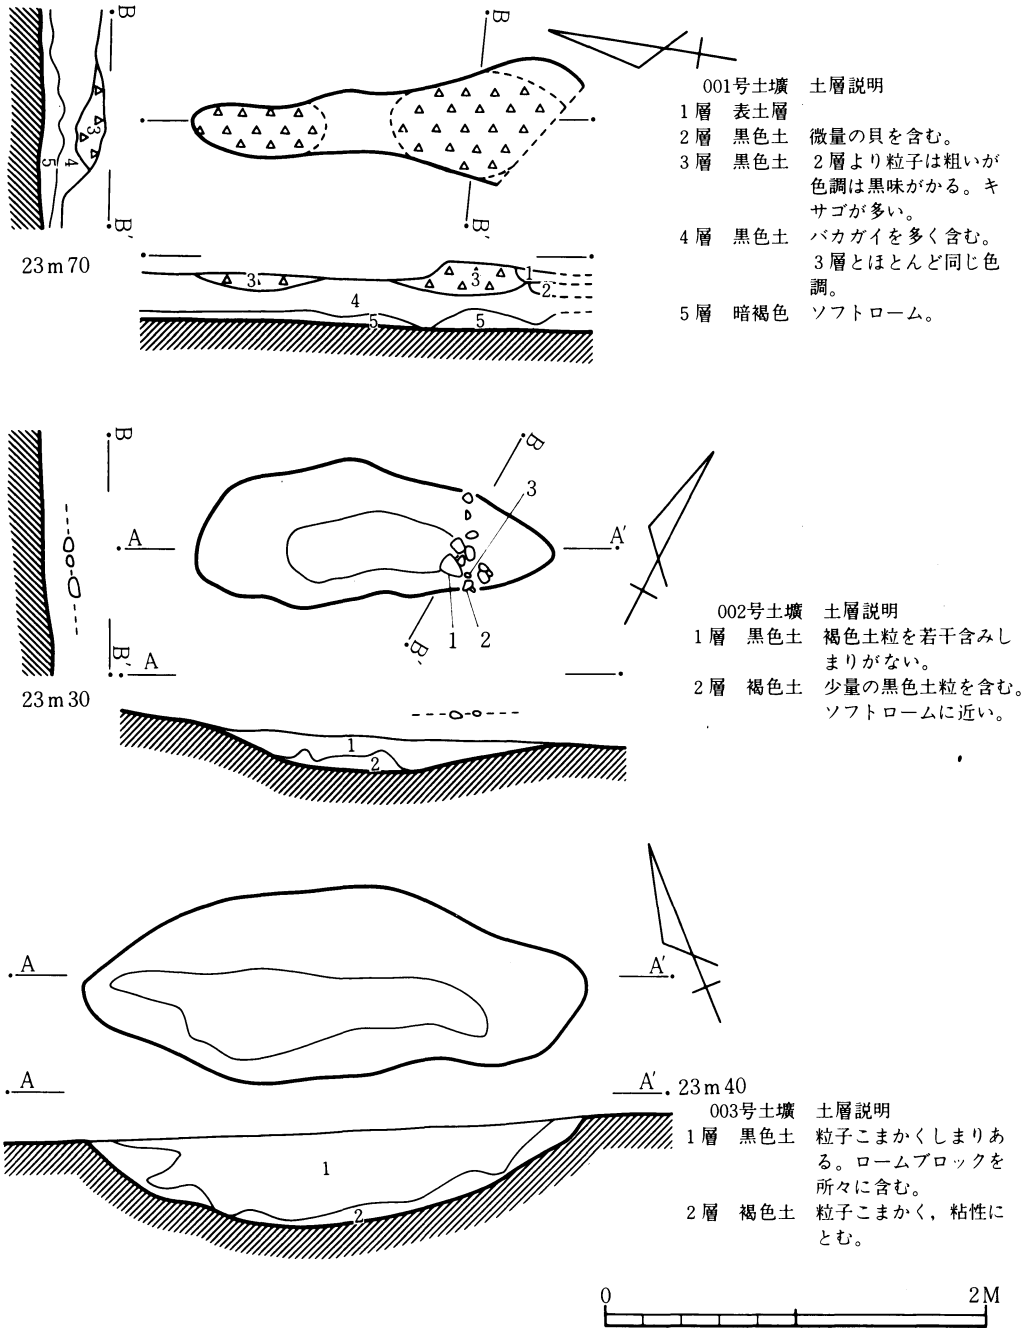 B
B
001号土壙 土層説明
1層 表土層
2層 黒色土 微量の貝を含む。
3層 黒色土 2層より粒子は粗いが
色調は黒味がかる。キ
サゴが多い。
4層 黒色土 バカガイを多く含む。
3層とほとんど同じ色
調。
5層 暗褐色 ソフトローム。
5
4
3
B'
B'
23m70
3
3
1
2
4
5
5
B
B
3
A
A'
1
2
B'
B'
A
23m30
002号土壙 土層説明
1層 黒色土 褐色土粒を若干含みし
まりがない。
2層 褐色土 少量の黒色土粒を含む。
ソフトロームに近い。
1
2
A
A'
A
A'
23m40
003号土壙 土層説明
1層 黒色土 粒子こまかくしまりあ
る。ロームブロックを
所々に含む。
2層 褐色土 粒子こまかく，粘性に
とむ。
1
2
0
2M